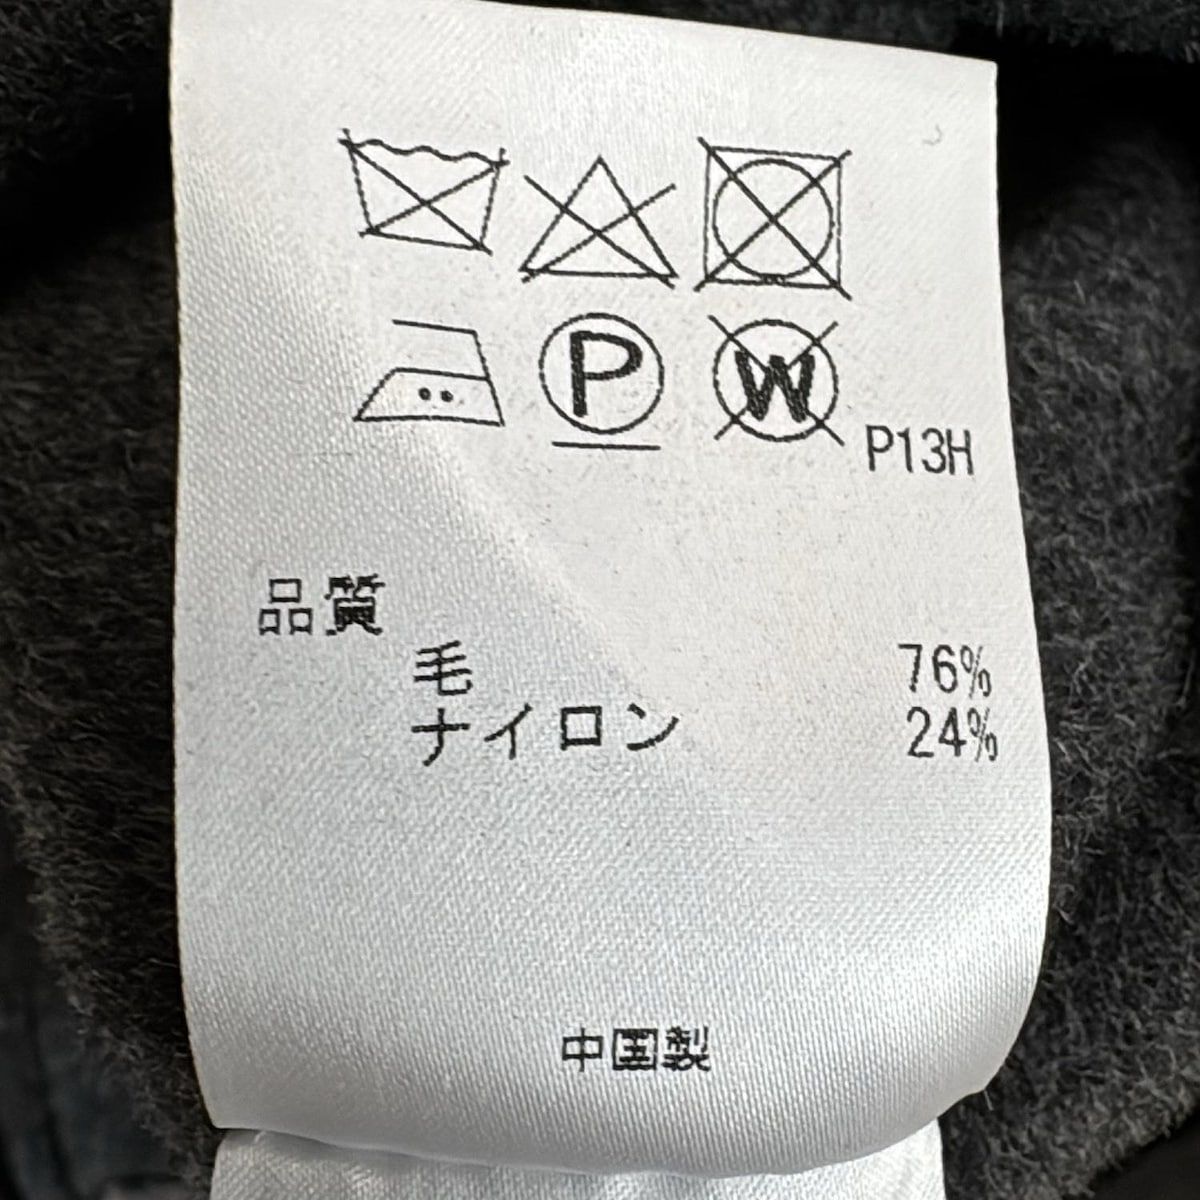 P
W
P13H
品質
毛 76%
ナイロン 24%
中国製